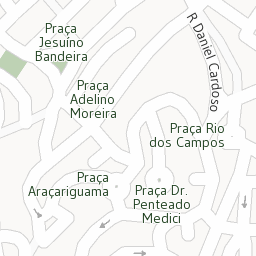 Praça
Jesuíno
Bandeira
R Daniel Cardoso
Praça
Adelino
Moreira
Praça Rio
dos Campos
Praça
Araçariguama
Praça Dr.
Penteado
Medici